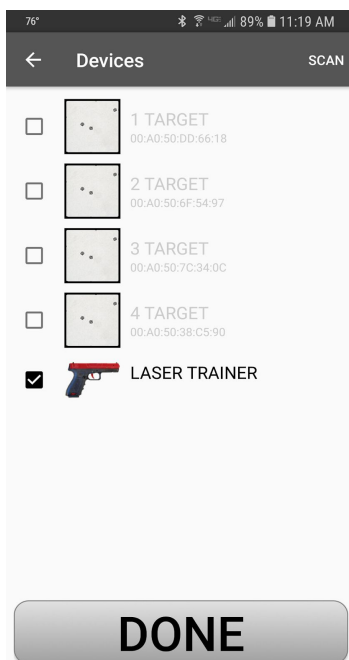 76°
4G 89% 11:19 AM
Devices
SCAN
1 TARGET
00:A0:50:DD:66:18
2 TARGET
00:A0:50:6F:54:97
3 TARGET
00:A0:50:7C:34:0C
4 TARGET
00:A0:50:38:C5:90
LASER TRAINER
DONE